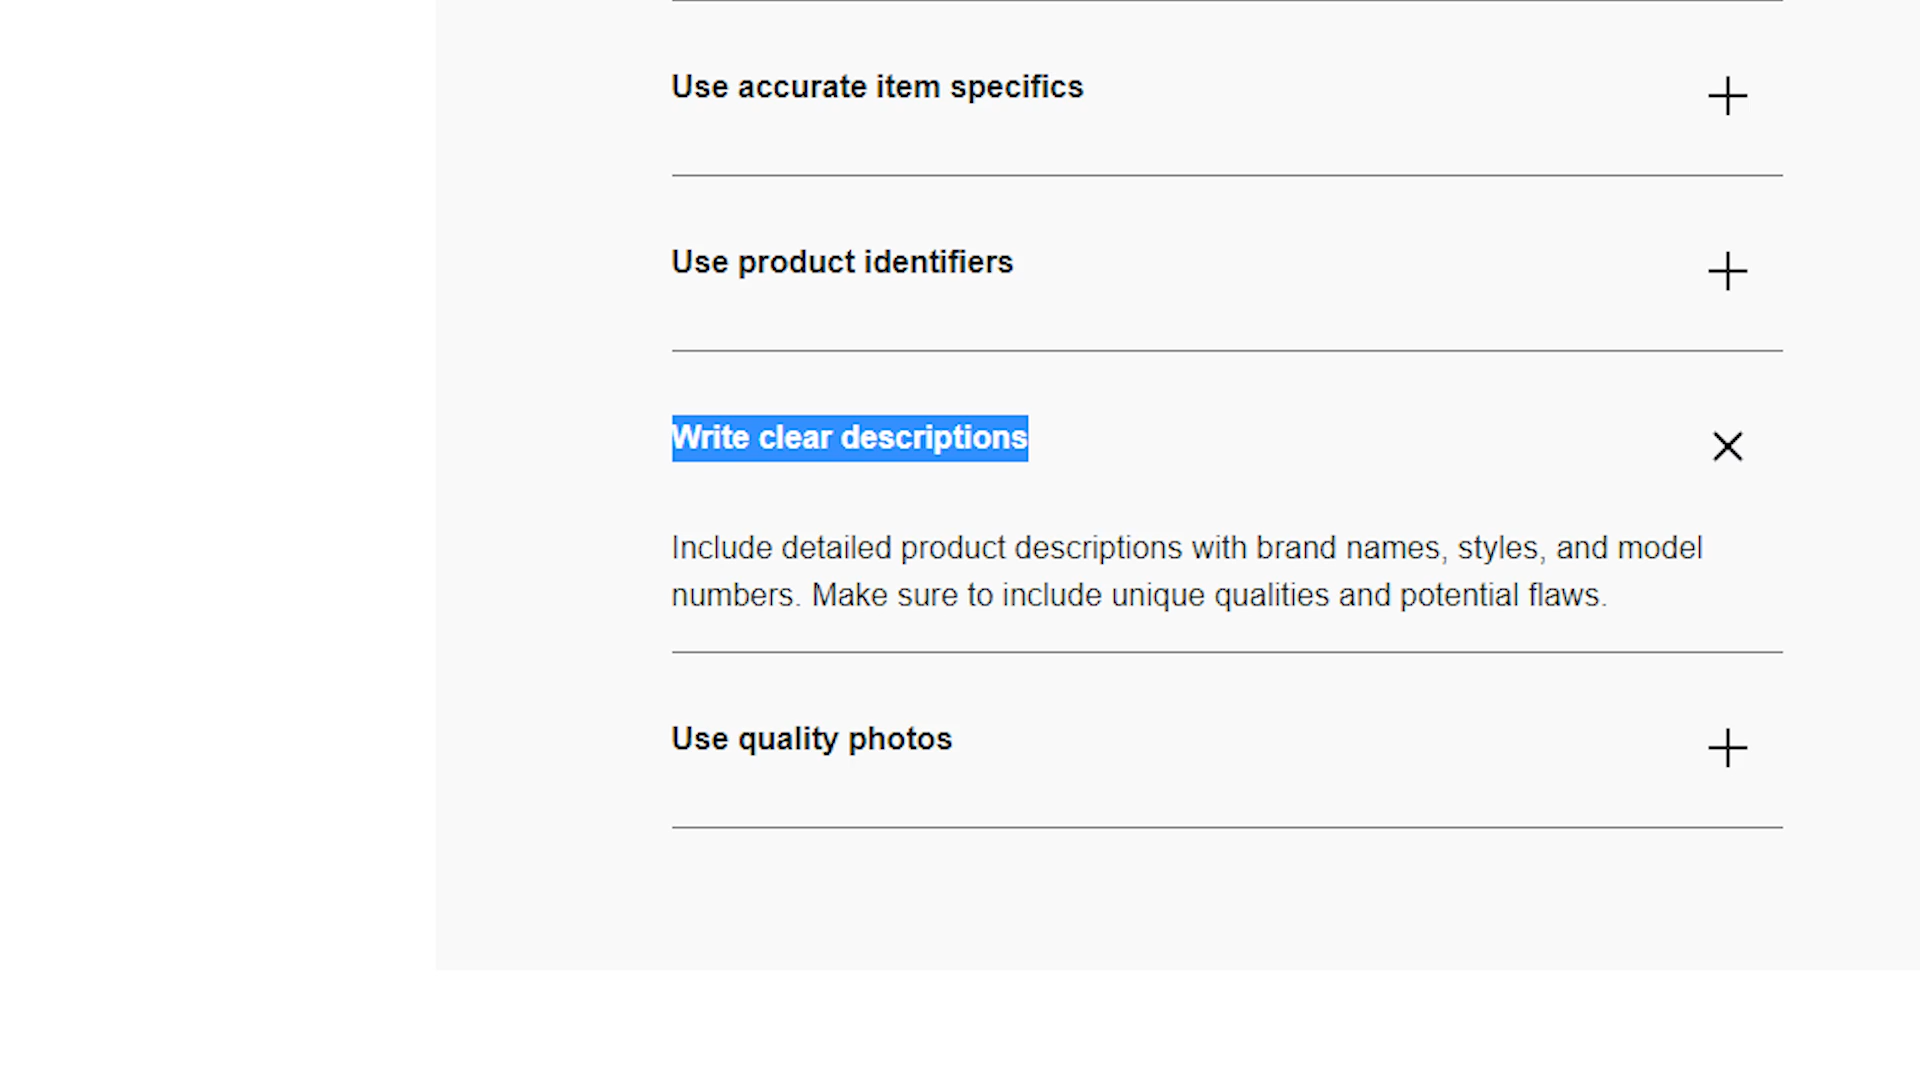 Use accurate item specifics
Use product identifiers
Write clear descriptions
Include detailed product descriptions with brand names, styles, and model
numbers. Make sure to include unique qualities and potential flaws.
Use quality photos